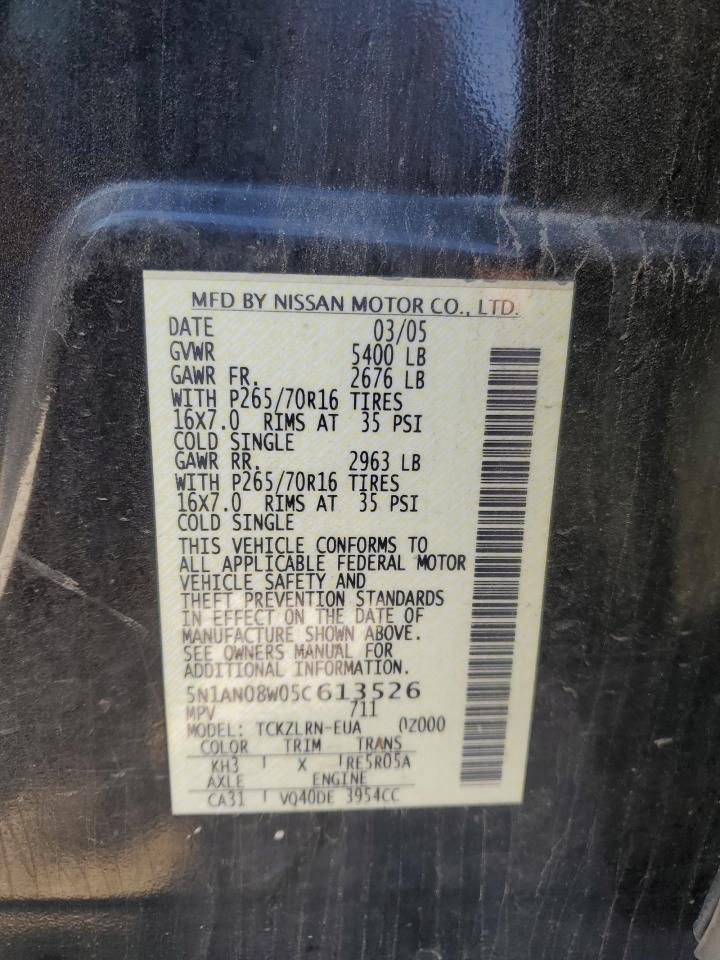 MFD BY NISSAN MOTOR CO., LTD.
DATE 03/05
GVWR 5400 LB
GAWR FR. 2676 LB
WITH P265/70R16 TIRES
16X7.0 RIMS AT 35 PSI
COLD SINGLE
GAWR RR. 2963 LB
WITH P265/70R16 TIRES
16X7.0 RIMS AT 35 PSI
COLD SINGLE
THIS VEHICLE CONFORMS TO
ALL APPLICABLE FEDERAL MOTOR
VEHICLE SAFETY AND
THEFT PREVENTION STANDARDS
IN EFFECT ON THE DATE OF
MANUFACTURE SHOWN ABOVE.
SEE OWNERS MANUAL FOR
ADDITIONAL INFORMATION.
5N1AN08W05C613526
MPV 711
MODEL: TCKZLRN-EUA 0Z000
COLOR TRIM TRANS
KH3 X RE5R05A
AXLE ENGINE
CA31 VQ40DE 3954CC